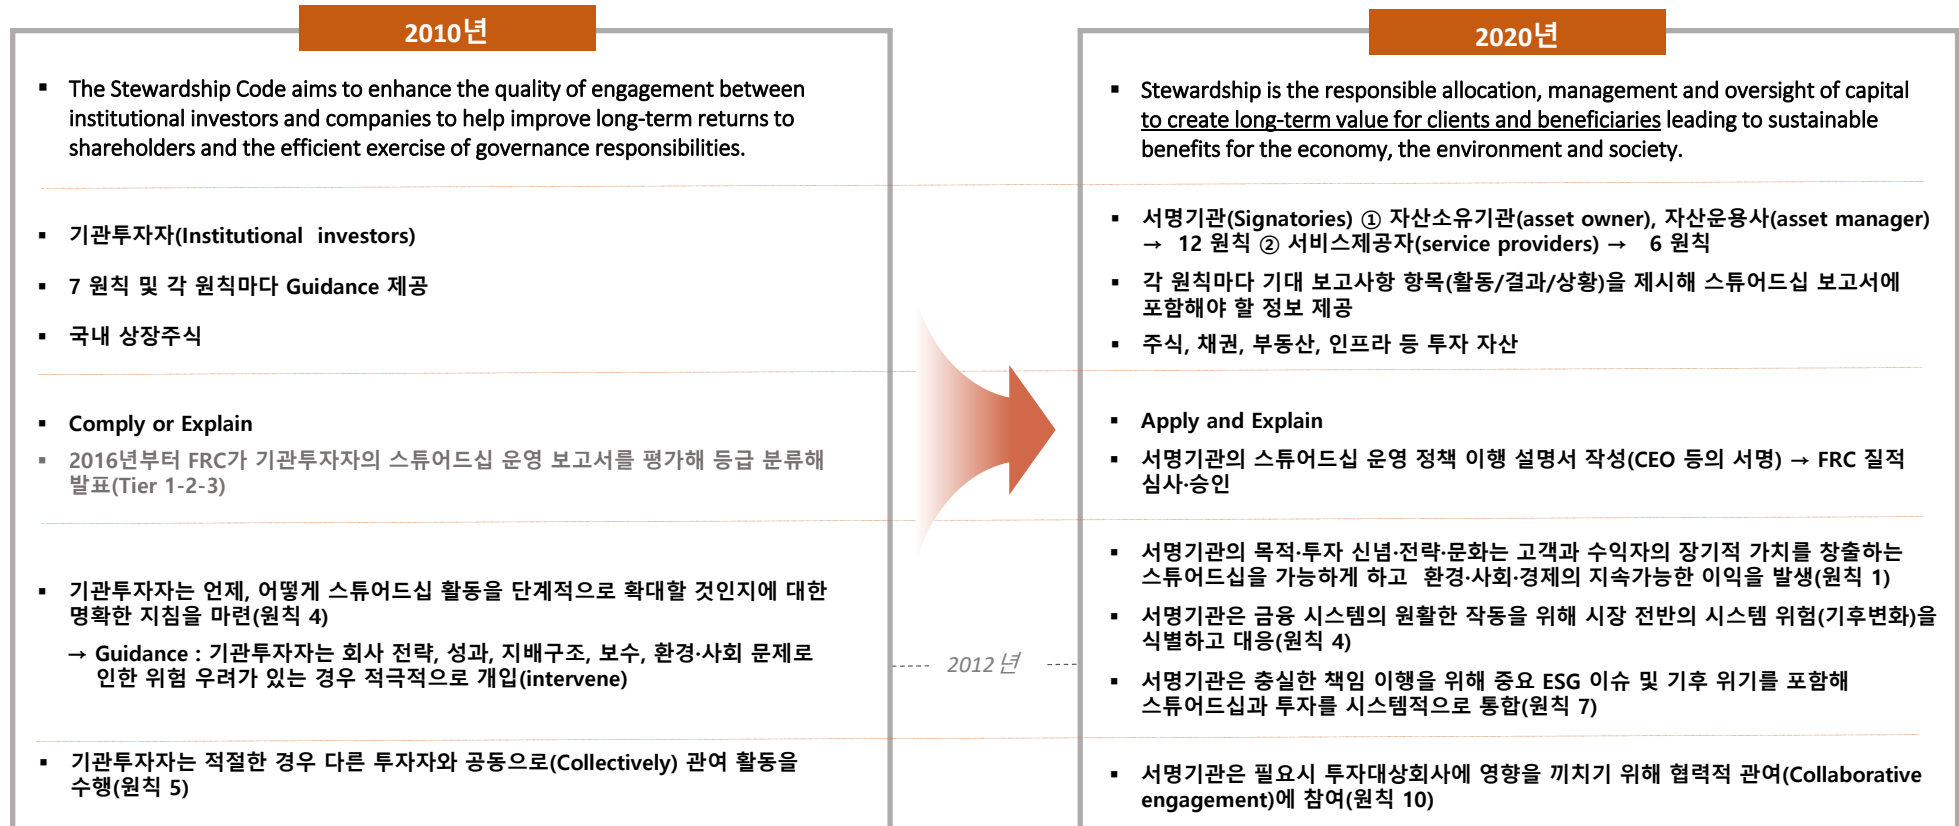 2010년
▪ The Stewardship Code aims to enhance the quality of engagement between
institutional investors and companies to help improve long-term returns to
shareholders and the efficient exercise of governance responsibilities.
▪ 기관투자자(Institutional investors)
▪ 7 원칙 및 각 원칙마다 Guidance 제공
▪ 국내 상장주식
▪ Comply or Explain
▪ 2016년부터 FRC가 기관투자자의 스튜어드십 운영 보고서를 평가해 등급 분류해
발표(Tier 1-2-3)
▪ 기관투자자는 언제, 어떻게 스튜어드십 활동을 단계적으로 확대할 것인지에 대한
명확한 지침을 마련(원칙 4)
→ Guidance : 기관투자자는 회사 전략, 성과, 지배구조, 보수, 환경·사회 문제로
인한 위험 우려가 있는 경우 적극적으로 개입(intervene)
▪ 기관투자자는 적절한 경우 다른 투자자와 공동으로(Collectively) 관여 활동을
수행(원칙 5)
2012년
2020년
▪ Stewardship is the responsible allocation, management and oversight of capital
to create long-term value for clients and beneficiaries leading to sustainable
benefits for the economy, the environment and society.
▪ 서명기관(Signatories) ① 자산소유기관(asset owner), 자산운용사(asset manager)
→ 12 원칙 ② 서비스제공자(service providers) → 6 원칙
▪ 각 원칙마다 기대 보고사항 항목(활동/결과/상황)을 제시해 스튜어드십 보고서에
포함해야 할 정보 제공
▪ 주식, 채권, 부동산, 인프라 등 투자 자산
▪ Apply and Explain
▪ 서명기관의 스튜어드십 운영 정책 이행 설명서 작성(CEO 등의 서명) → FRC 질적
심사·승인
▪ 서명기관의 목적·투자 신념·전략·문화는 고객과 수익자의 장기적 가치를 창출하는
스튜어드십을 가능하게 하고 환경·사회·경제의 지속가능한 이익을 발생(원칙 1)
▪ 서명기관은 금융 시스템의 원활한 작동을 위해 시장 전반의 시스템 위험(기후변화)을
식별하고 대응(원칙 4)
▪ 서명기관은 충실한 책임 이행을 위해 중요 ESG 이슈 및 기후 위기를 포함해
스튜어드십과 투자를 시스템적으로 통합(원칙 7)
▪ 서명기관은 필요시 투자대상회사에 영향을 끼치기 위해 협력적 관여(Collaborative
engagement)에 참여(원칙 10)